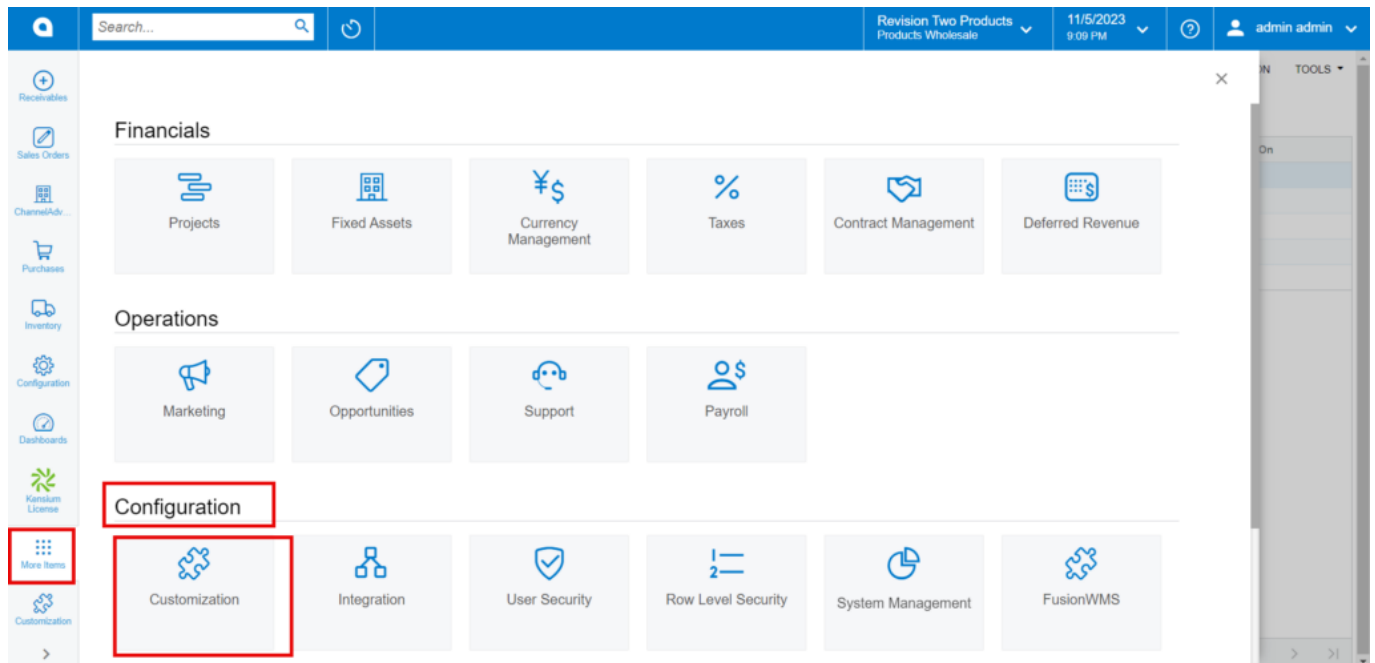 Search...
Revision Two Products
Products Wholesale
11/5/2023
9:09 PM
?
admin admin
Receivables
Sales Orders
ChannelAdv...
Purchases
Inventory
Configuration
Dashboards
Kensium
License
More Items
Customization
TOOLS
On
Financials
Projects
Fixed Assets
Currency
Management
Taxes
Contract Management
Deferred Revenue
Operations
Marketing
Opportunities
Support
Payroll
Configuration
Customization
Integration
User Security
Row Level Security
System Management
FusionWMS